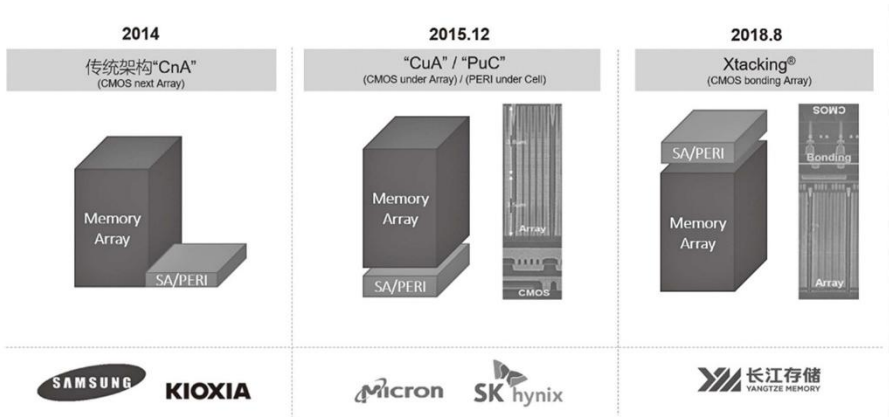 2014
传统架构“CnA”
(CMOS next Array)
Memory
Array
SA/PERI
SAMSUNG
KIOXIA
2015.12
“CuA” / “PuC”
(CMOS under Array) / (PERI under Cell)
Memory
Array
SA/PERI
Array
CMOS
Micron
SK hynix
2018.8
Xtacking®
(CMOS bonding Array)
SA/PERI
Memory
Array
CMOS
Bonding
Array
长江存储
YANGTZE MEMORY